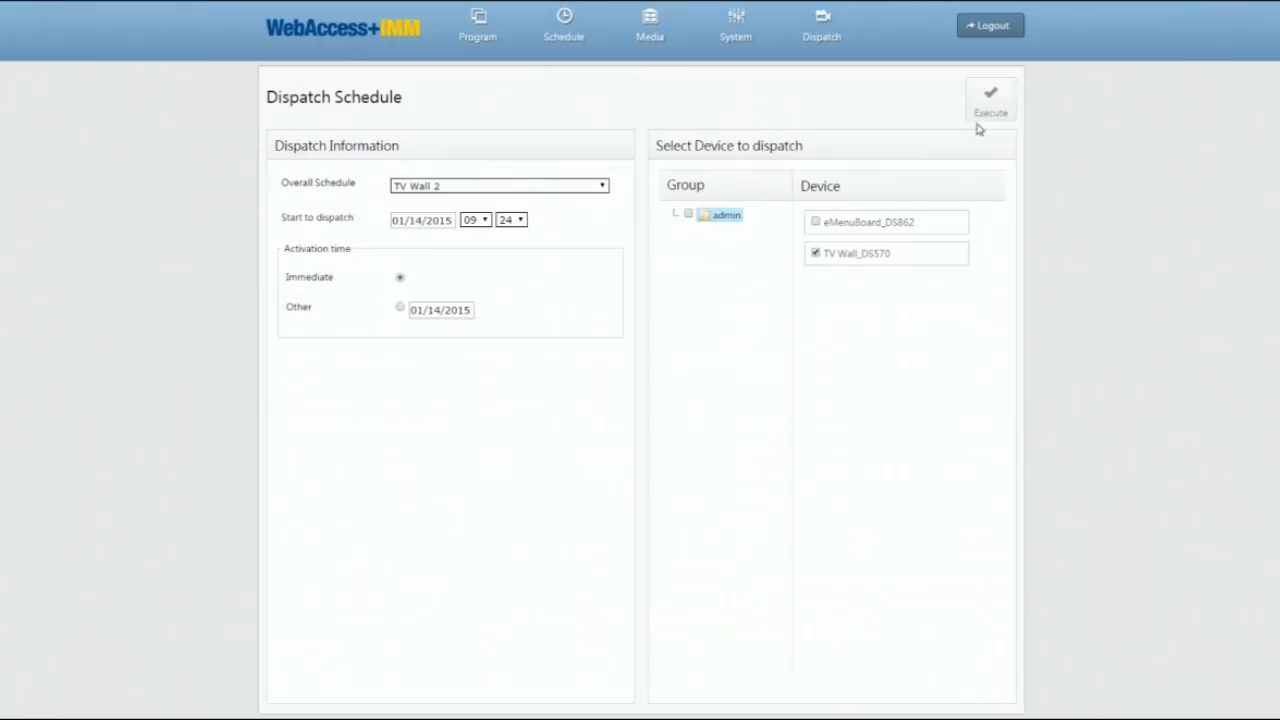 WebAccess+IMM
Program
Schedule
Media
System
Dispatch
Logout
Dispatch Schedule
Execute
Dispatch Information
Overall Schedule
TV Wall 2
Start to dispatch
01/14/2015 09 24
Activation time
Immediate
Other
01/14/2015
Select Device to dispatch
Group
Device
admin
eMenuBoard_DS862
TV Wall_DS570